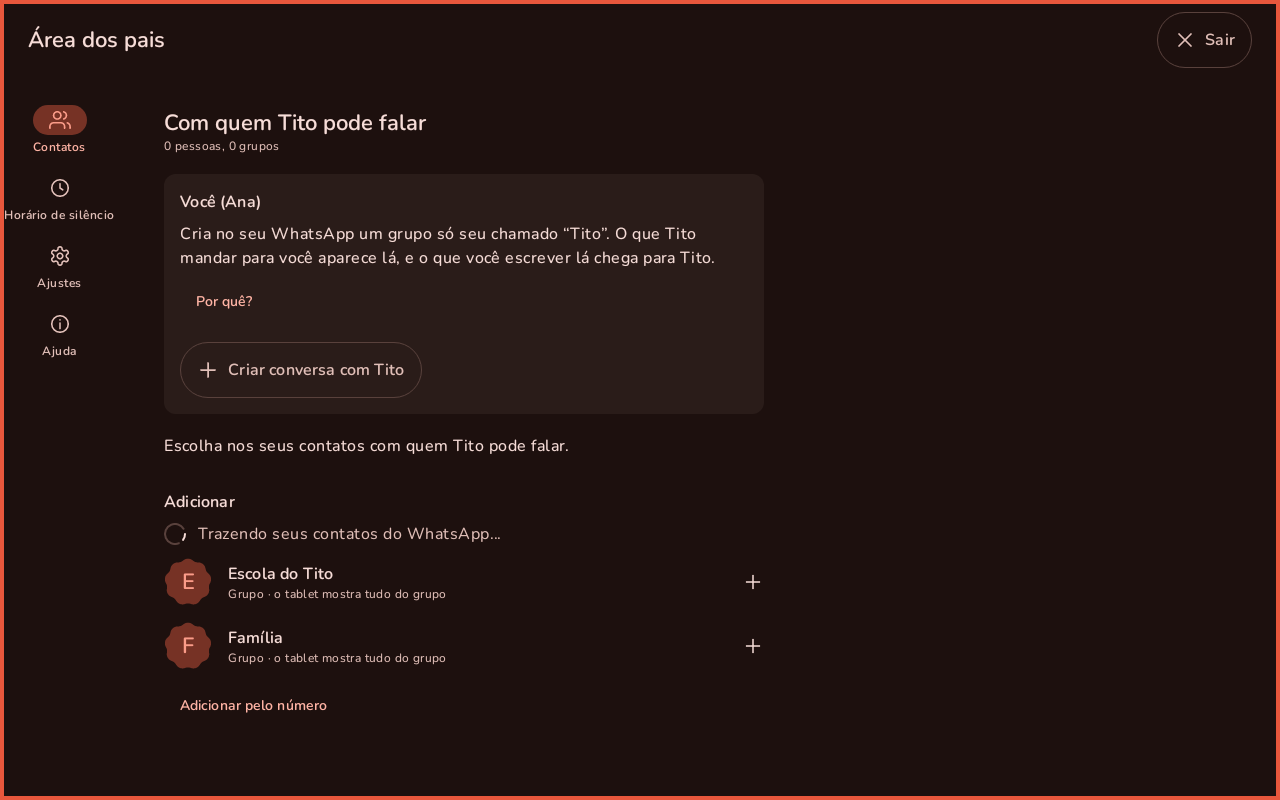 Área dos pais
Sair
Contatos
Horário de silêncio
Ajustes
Ajuda
Com quem Tito pode falar
0 pessoas, 0 grupos
Você (Ana)
Cria no seu WhatsApp um grupo só seu chamado “Tito”. O que Tito
mandar para você aparece lá, e o que você escrever lá chega para Tito.
Por quê?
Criar conversa com Tito
Escolha nos seus contatos com quem Tito pode falar.
Adicionar
Trazendo seus contatos do WhatsApp...
E
Escola do Tito
Grupo · o tablet mostra tudo do grupo
F
Família
Grupo · o tablet mostra tudo do grupo
Adicionar pelo número